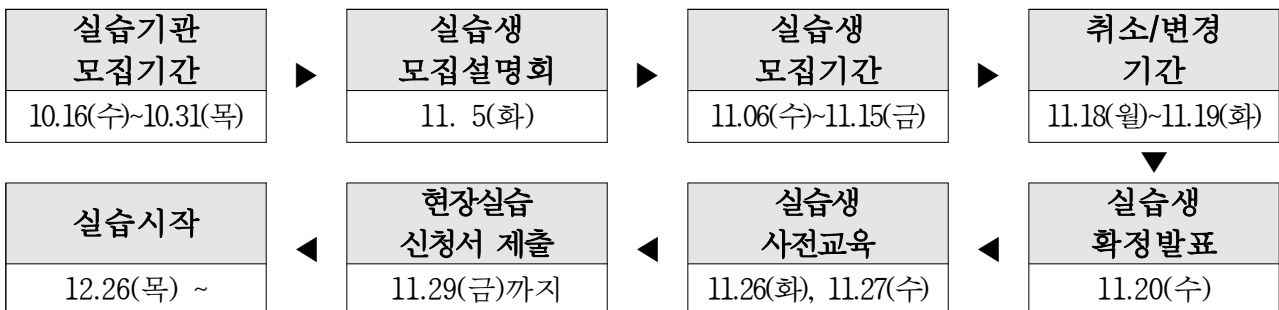 실습기관
모집기간
10.16(수)~10.31(목)
▶
실습생
모집설명회
11. 5(화)
▶
실습생
모집기간
11.06(수)~11.15(금)
▶
취소/변경
기간
11.18(월)~11.19(화)
▼
실습생
확정발표
11.20(수)
◀
실습생
사전교육
11.26(화), 11.27(수)
◀
현장실습
신청서 제출
11.29(금)까지
◀
실습시작
12.26(목) ~